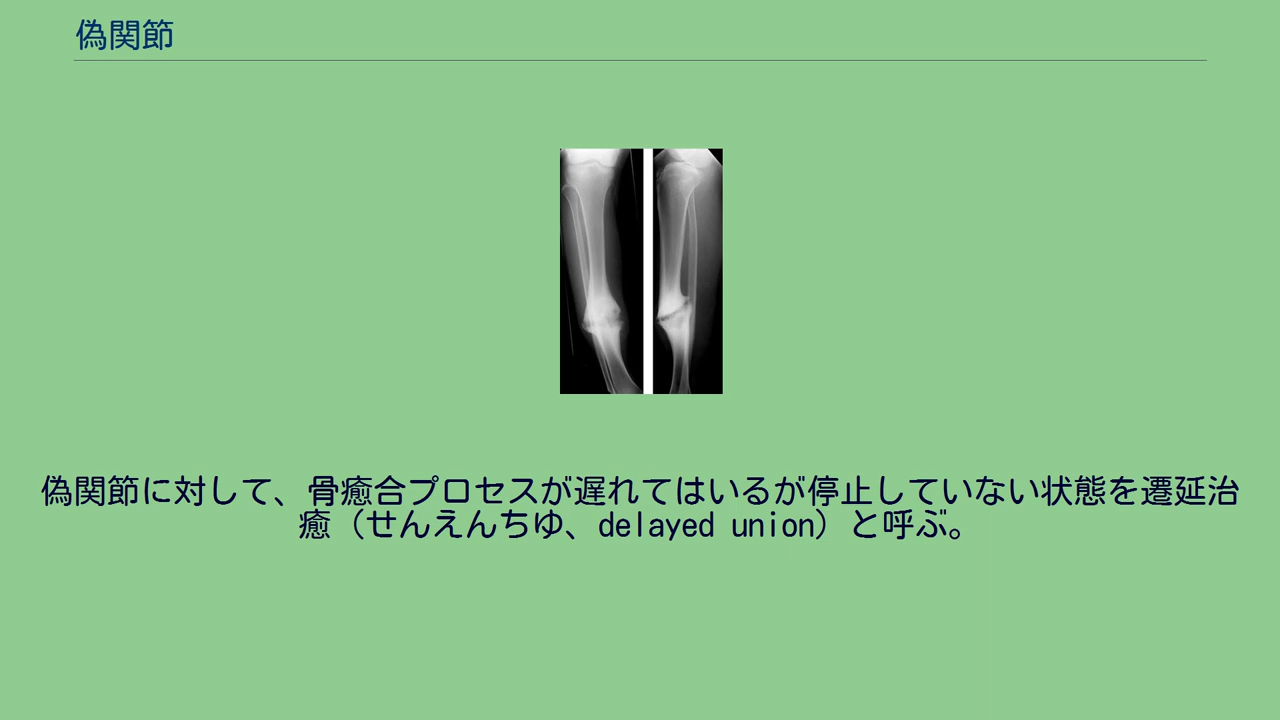 偽関節
偽関節に対して、骨癒合プロセスが遅れてはいるが停止していない状態を遷延治
癒（せんえんちゆ、delayed union）と呼ぶ。